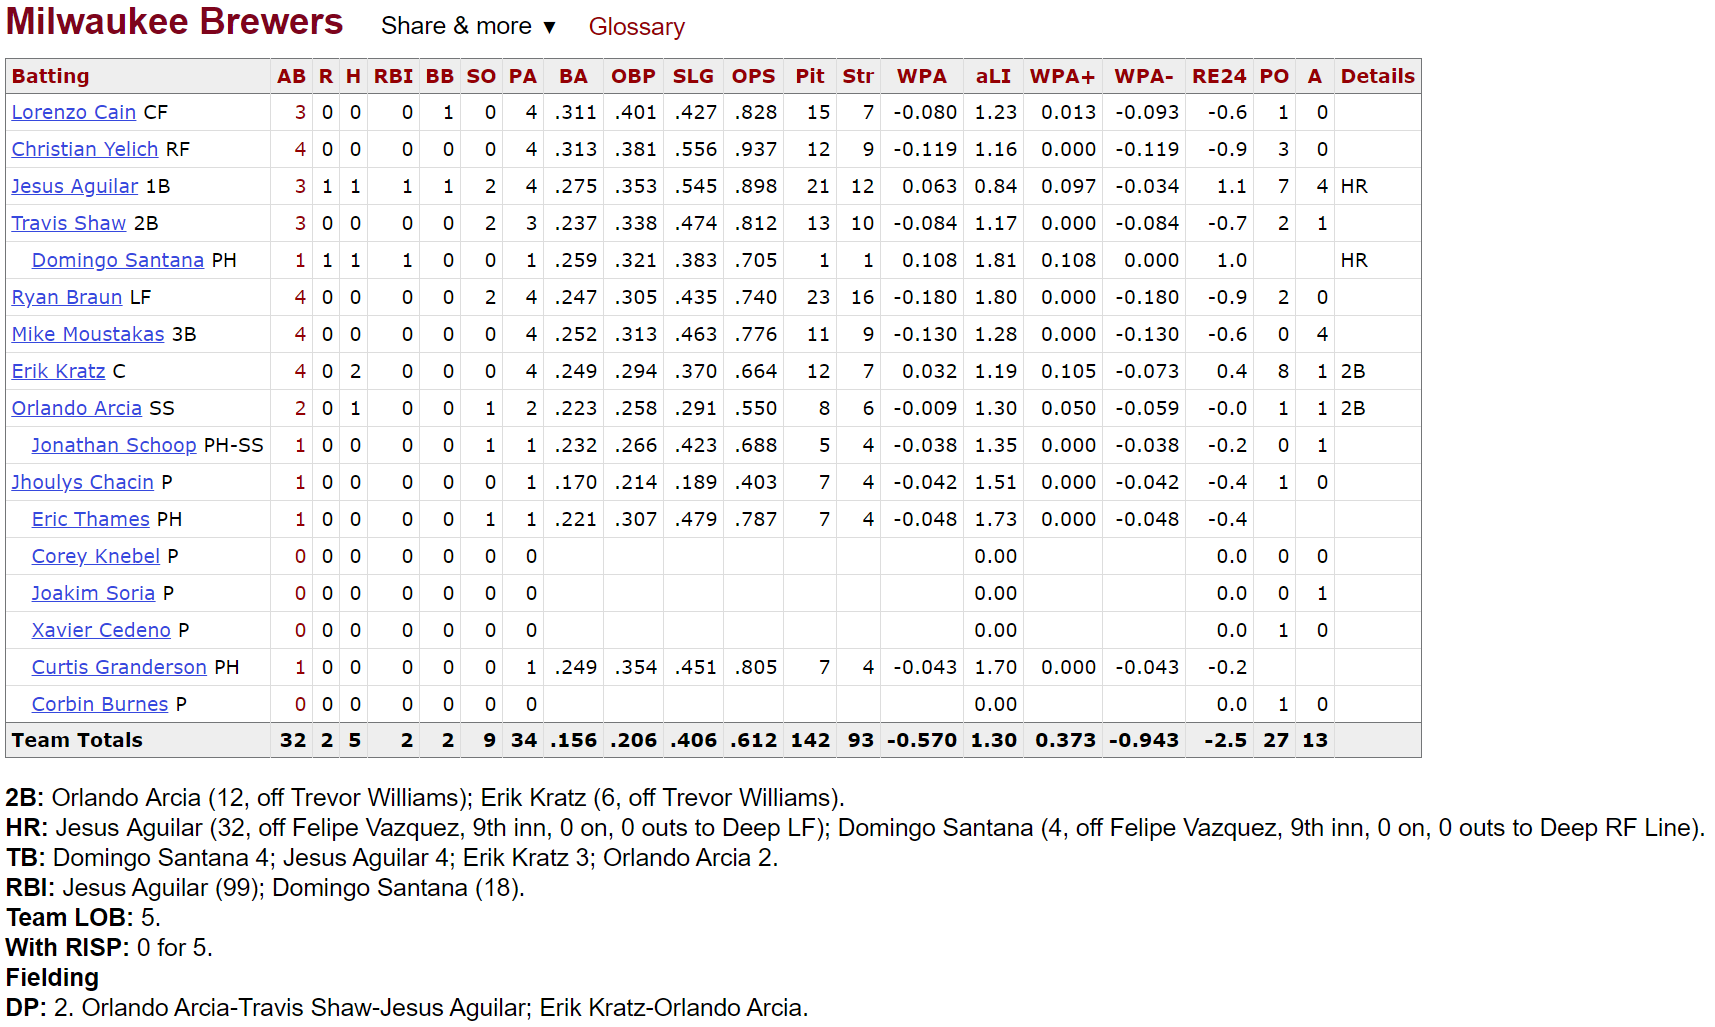 Milwaukee Brewers Share & more ▼ Glossary
Batting AB R H RBI BB SO PA BA OBP SLG OPS Pit Str WPA aLI WPA+ WPA- RE24 PO A Details
Lorenzo Cain CF 3 0 0 0 1 0 4 .311 .401 .427 .828 15 7 -0.080 1.23 0.013 -0.093 -0.6 1 0
Christian Yelich RF 4 0 0 0 0 0 4 .313 .381 .556 .937 12 9 -0.119 1.16 0.000 -0.119 -0.9 3 0
Jesus Aguilar 1B 3 1 1 1 1 2 4 .275 .353 .545 .898 21 12 0.063 0.84 0.097 -0.034 1.1 7 4 HR
Travis Shaw 2B 3 0 0 0 0 2 3 .237 .338 .474 .812 13 10 -0.084 1.17 0.000 -0.084 -0.7 2 1
Domingo Santana PH 1 1 1 1 0 0 1 .259 .321 .383 .705 1 1 0.108 1.81 0.108 0.000 1.0 HR
Ryan Braun LF 4 0 0 0 0 2 4 .247 .305 .435 .740 23 16 -0.180 1.80 0.000 -0.180 -0.9 2 0
Mike Moustakas 3B 4 0 0 0 0 0 4 .252 .313 .463 .776 11 9 -0.130 1.28 0.000 -0.130 -0.6 0 4
Erik Kratz C 4 0 2 0 0 0 4 .249 .294 .370 .664 12 7 0.032 1.19 0.105 -0.073 0.4 8 1 2B
Orlando Arcia SS 2 0 1 0 0 1 2 .223 .258 .291 .550 8 6 -0.009 1.30 0.050 -0.059 -0.0 1 1 2B
Jonathan Schoop PH-SS 1 0 0 0 0 1 1 .232 .266 .423 .688 5 4 -0.038 1.35 0.000 -0.038 -0.2 0 1
Jhoulys Chacin P 1 0 0 0 0 0 1 .170 .214 .189 .403 7 4 -0.042 1.51 0.000 -0.042 -0.4 1 0
Eric Thames PH 1 0 0 0 0 1 1 .221 .307 .479 .787 7 4 -0.048 1.73 0.000 -0.048 -0.4
Corey Knebel P 0 0 0 0 0 0 0 0.00 0.0 0 0
Joakim Soria P 0 0 0 0 0 0 0 0.00 0.0 0 1
Xavier Cedeno P 0 0 0 0 0 0 0 0.00 0.0 1 0
Curtis Granderson PH 1 0 0 0 0 0 1 .249 .354 .451 .805 7 4 -0.043 1.70 0.000 -0.043 -0.2
Corbin Burnes P 0 0 0 0 0 0 0 0.00 0.0 1 0
Team Totals 32 2 5 2 2 9 34 .156 .206 .406 .612 142 93 -0.570 1.30 0.373 -0.943 -2.5 27 13
2B: Orlando Arcia (12, off Trevor Williams); Erik Kratz (6, off Trevor Williams).
HR: Jesus Aguilar (32, off Felipe Vazquez, 9th inn, 0 on, 0 outs to Deep LF); Domingo Santana (4, off Felipe Vazquez, 9th inn, 0 on, 0 outs to Deep RF Line).
TB: Domingo Santana 4; Jesus Aguilar 4; Erik Kratz 3; Orlando Arcia 2.
RBI: Jesus Aguilar (99); Domingo Santana (18).
Team LOB: 5.
With RISP: 0 for 5.
Fielding
DP: 2. Orlando Arcia-Travis Shaw-Jesus Aguilar; Erik Kratz-Orlando Arcia.